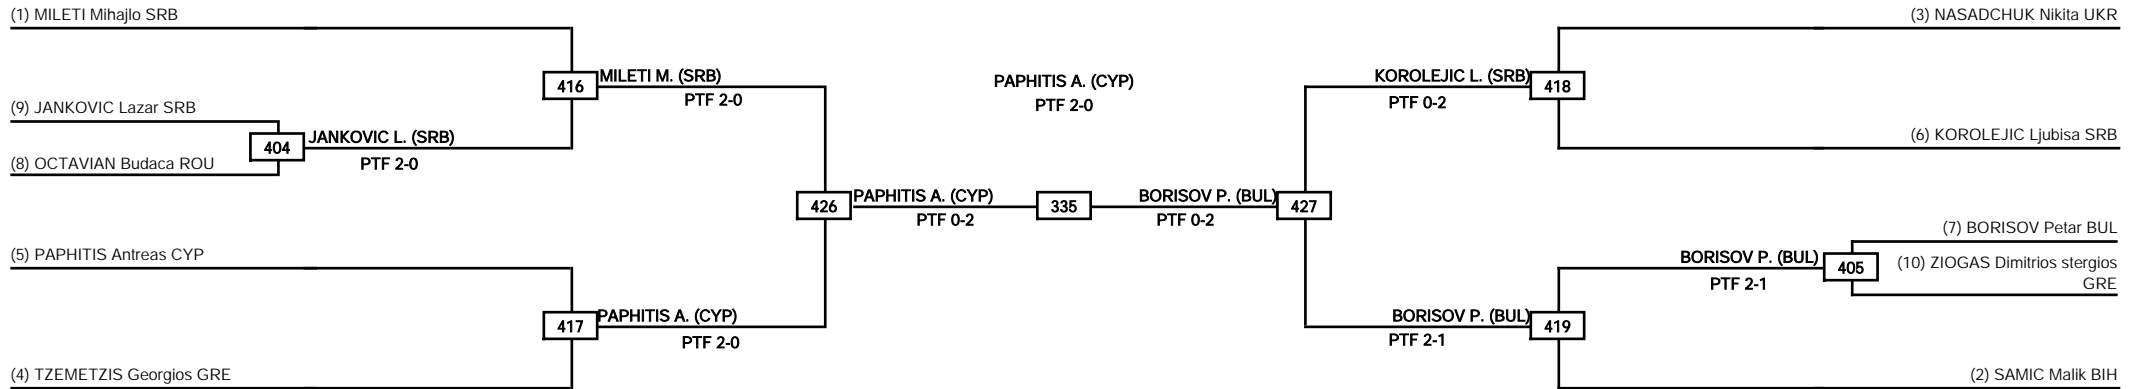 (1) MILETI Mihajlo SRB
(3) NASADCHUK Nikita UKR
416
MILETI M. (SRB)
PTF 2-0
PAPHITIS A. (CYP)
PTF 2-0
KOROLEJIC L. (SRB)
PTF 0-2
418
(9) JANKOVIC Lazar SRB
404
JANKOVIC L. (SRB)
PTF 2-0
(8) OCTAVIAN Budaca ROU
(6) KOROLEJIC Ljubisa SRB
426
PAPHITIS A. (CYP)
PTF 0-2
335
BORISOV P. (BUL)
PTF 0-2
427
(5) PAPHITIS Antreas CYP
(7) BORISOV Petar BUL
BORISOV P. (BUL)
PTF 2-1
405
(10) ZIOGAS Dimitrios stergios
GRE
417
PAPHITIS A. (CYP)
PTF 2-0
BORISOV P. (BUL)
PTF 2-1
419
(4) TZEMETZIS Georgios GRE
(2) SAMIC Malik BIH